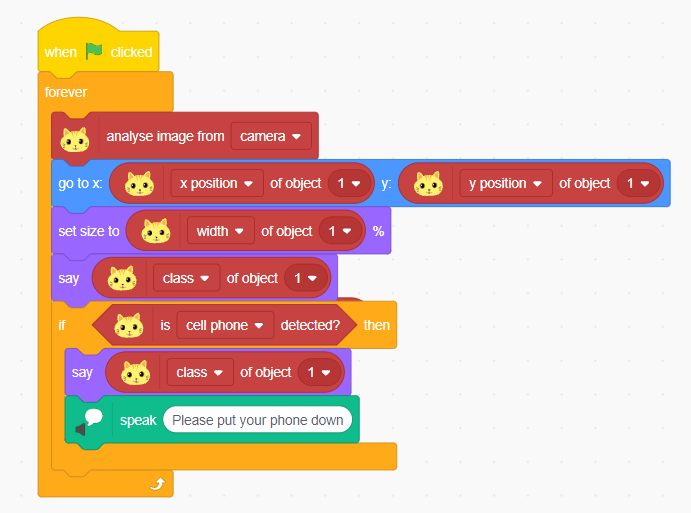 when clicked
forever
analyse image from camera
go to x: x position of object 1 y: y position of object 1
set size to width of object 1 %
say class of object 1
if is cell phone detected? then
say class of object 1
speak Please put your phone down